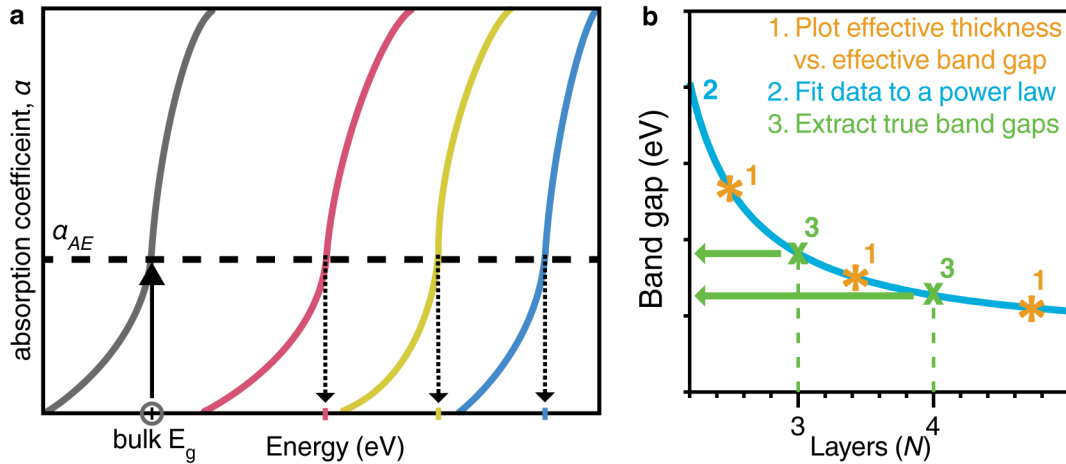 a
absorption coefficeint, α
α_AE
bulk E_g
Energy (eV)
b
1. Plot effective thickness
vs. effective band gap
2. Fit data to a power law
3. Extract true band gaps
Band gap (eV)
2
1
3
1
3
1
3
4
Layers (N)